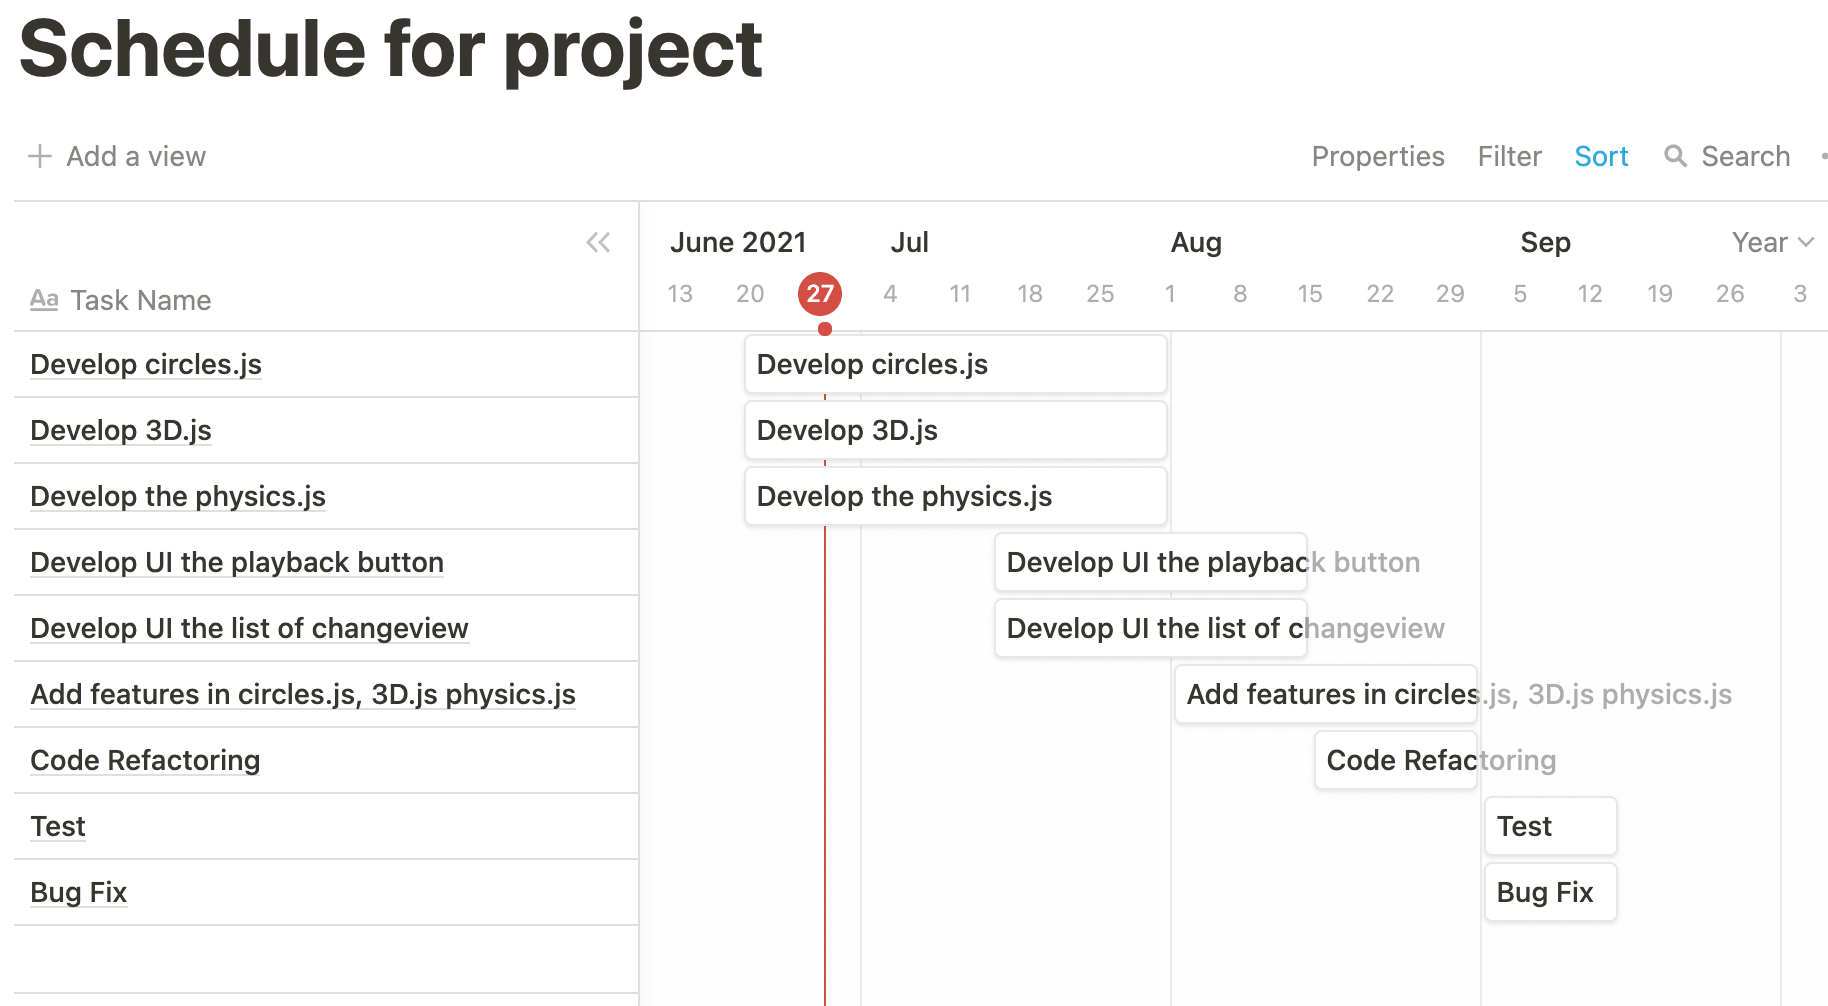 Schedule for project
Add a view
Properties Filter Sort Search
June 2021 Jul Aug Sep Year
Aa Task Name
13 20 27 4 11 18 25 1 8 15 22 29 5 12 19 26 3
Develop circles.js Develop circles.js
Develop 3D.js Develop 3D.js
Develop the physics.js Develop the physics.js
Develop UI the playback button Develop UI the playback button
Develop UI the list of changeview Develop UI the list of changeview
Add features in circles.js, 3D.js physics.js Add features in circles.js, 3D.js physics.js
Code Refactoring Code Refactoring
Test Test
Bug Fix Bug Fix